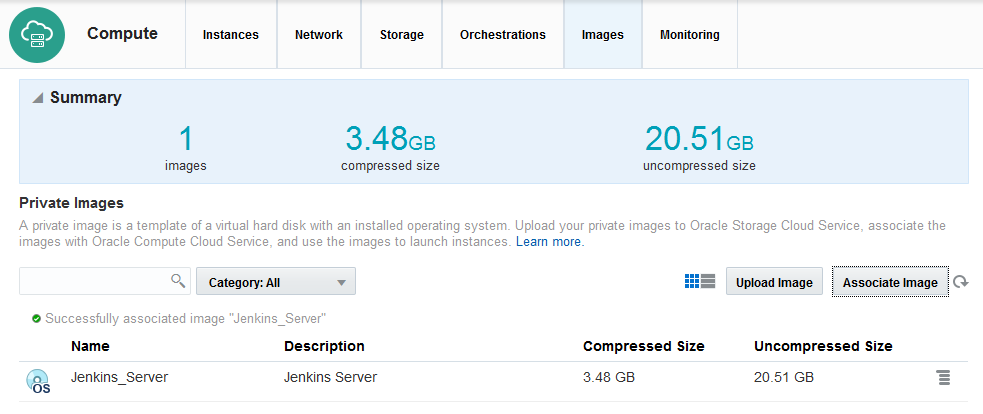 Compute Instances Network Storage Orchestrations Images Monitoring
Summary
1 3.48GB 20.51GB
images compressed size uncompressed size
Private Images
A private image is a template of a virtual hard disk with an installed operating system. Upload your private images to Oracle Storage Cloud Service, associate the
images with Oracle Compute Cloud Service, and use the images to launch instances. Learn more.
Category: All Upload Image Associate Image
Successfully associated image "Jenkins_Server"
Name Description Compressed Size Uncompressed Size
OS Jenkins_Server Jenkins Server 3.48 GB 20.51 GB